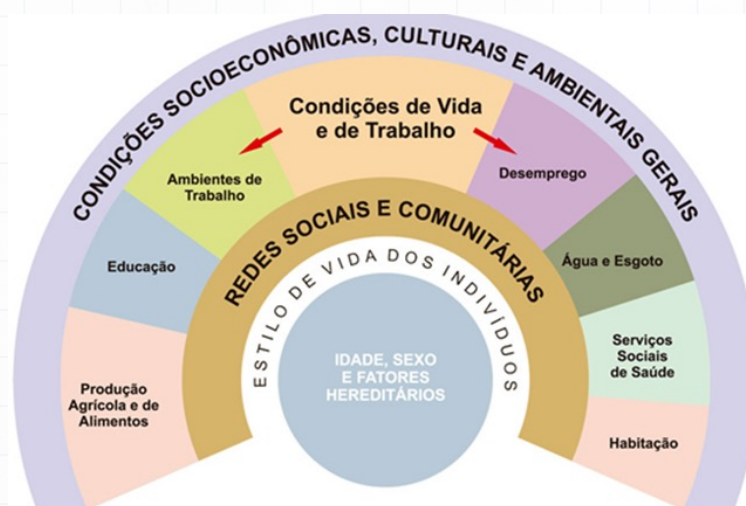 CONDIÇÕES SOCIOECONÔMICAS, CULTURAIS E AMBIENTAIS GERAIS
Condições de Vida
e de Trabalho
Ambientes de
Trabalho
Desemprego
Educação
Água e Esgoto
Produção
Agrícola e de
Alimentos
Serviços
Sociais
de Saúde
Habitação
REDES SOCIAIS E COMUNITÁRIAS
ESTILO DE VIDA DOS INDIVÍDUOS
IDADE, SEXO
E FATORES
HEREDITÁRIOS